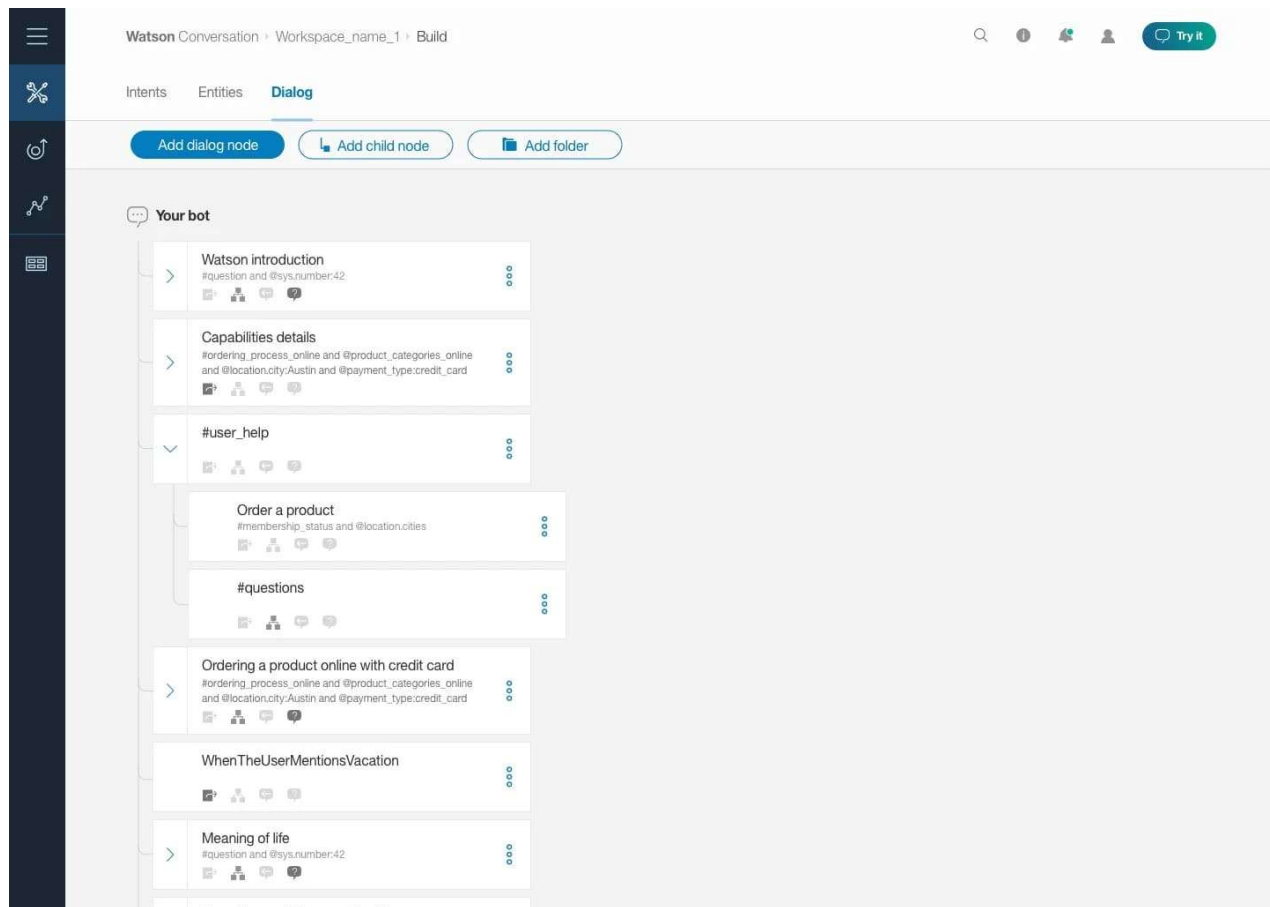 Watson Conversation › Workspace_name_1 › Build
Try it
Intents Entities Dialog
Add dialog node Add child node Add folder
Your bot
Watson introduction
#question and @sys.number:42
Capabilities details
#ordering_process_online and @product_categories_online
and @location.city:Austin and @payment_type:credit_card
#user_help
Order a product
#membership_status and @location.cities
#questions
Ordering a product online with credit card
#ordering_process_online and @product_categories_online
and @location.city:Austin and @payment_type:credit_card
WhenTheUserMentionsVacation
Meaning of life
#question and @sys.number:42